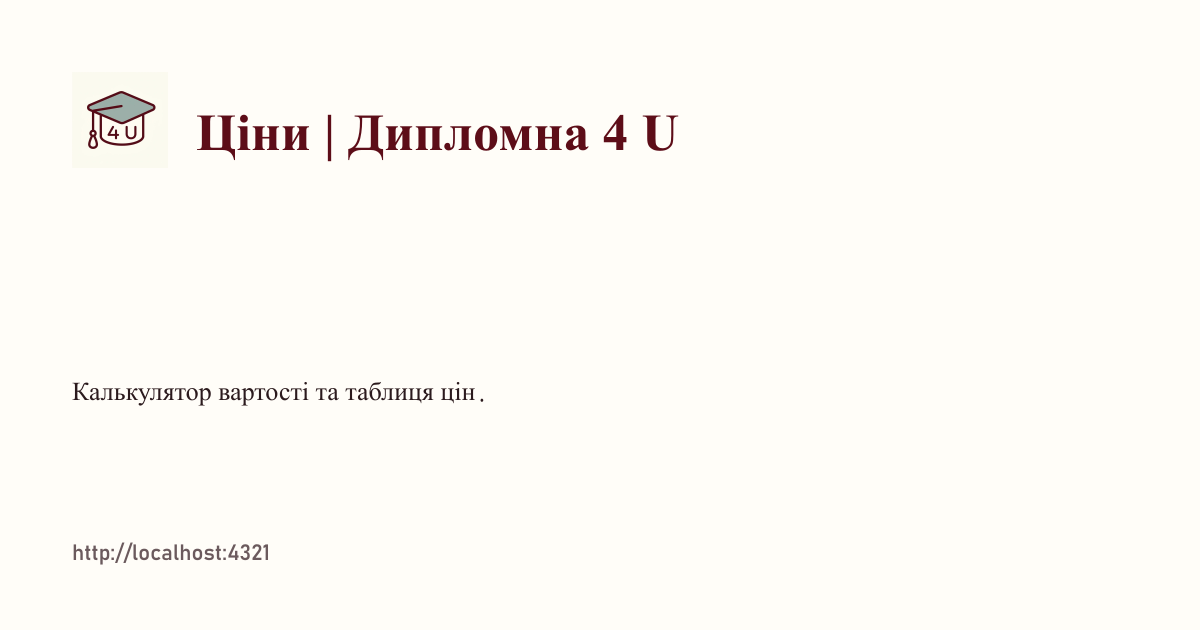 4 U
Ціни | Дипломна 4 U
Калькулятор вартості та таблиця цін.
http://localhost:4321